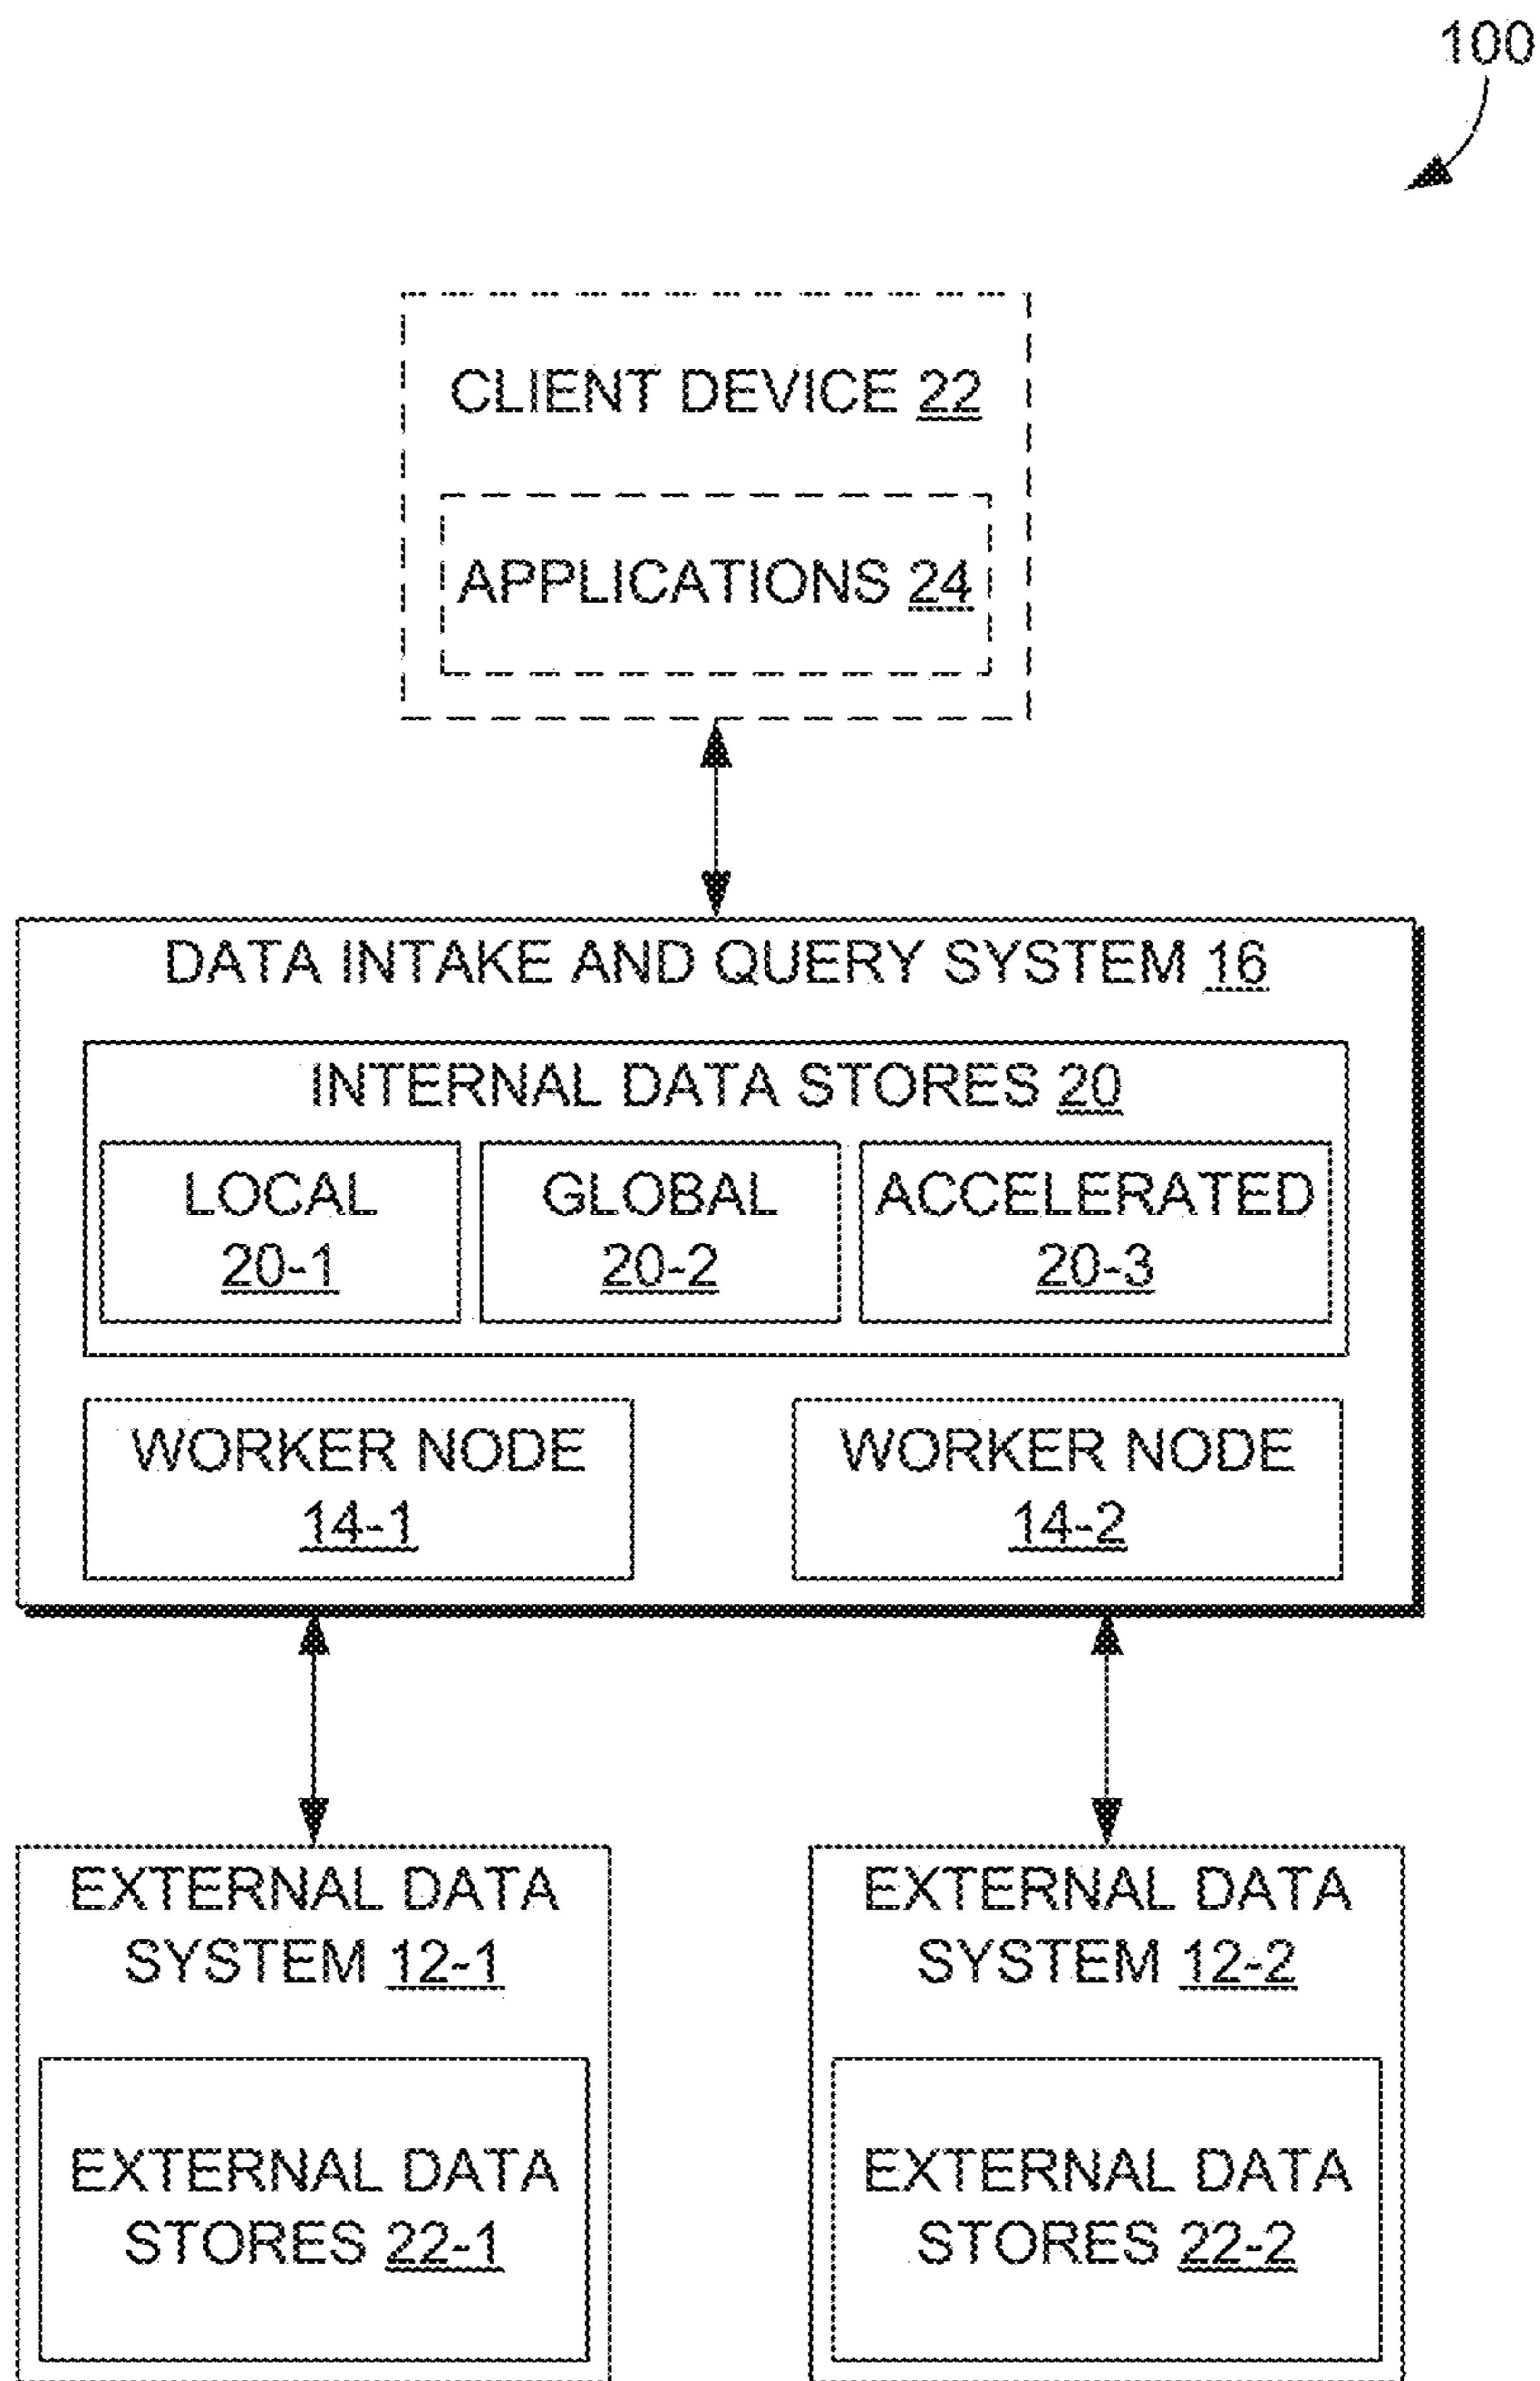 100
CLIENT DEVICE 22
APPLICATIONS 24
DATA INTAKE AND QUERY SYSTEM 16
INTERNAL DATA STORES 20
LOCAL
20-1
GLOBAL
20-2
ACCELERATED
20-3
WORKER NODE
14-1
WORKER NODE
14-2
EXTERNAL DATA
SYSTEM 12-1
EXTERNAL DATA
STORES 22-1
EXTERNAL DATA
SYSTEM 12-2
EXTERNAL DATA
STORES 22-2